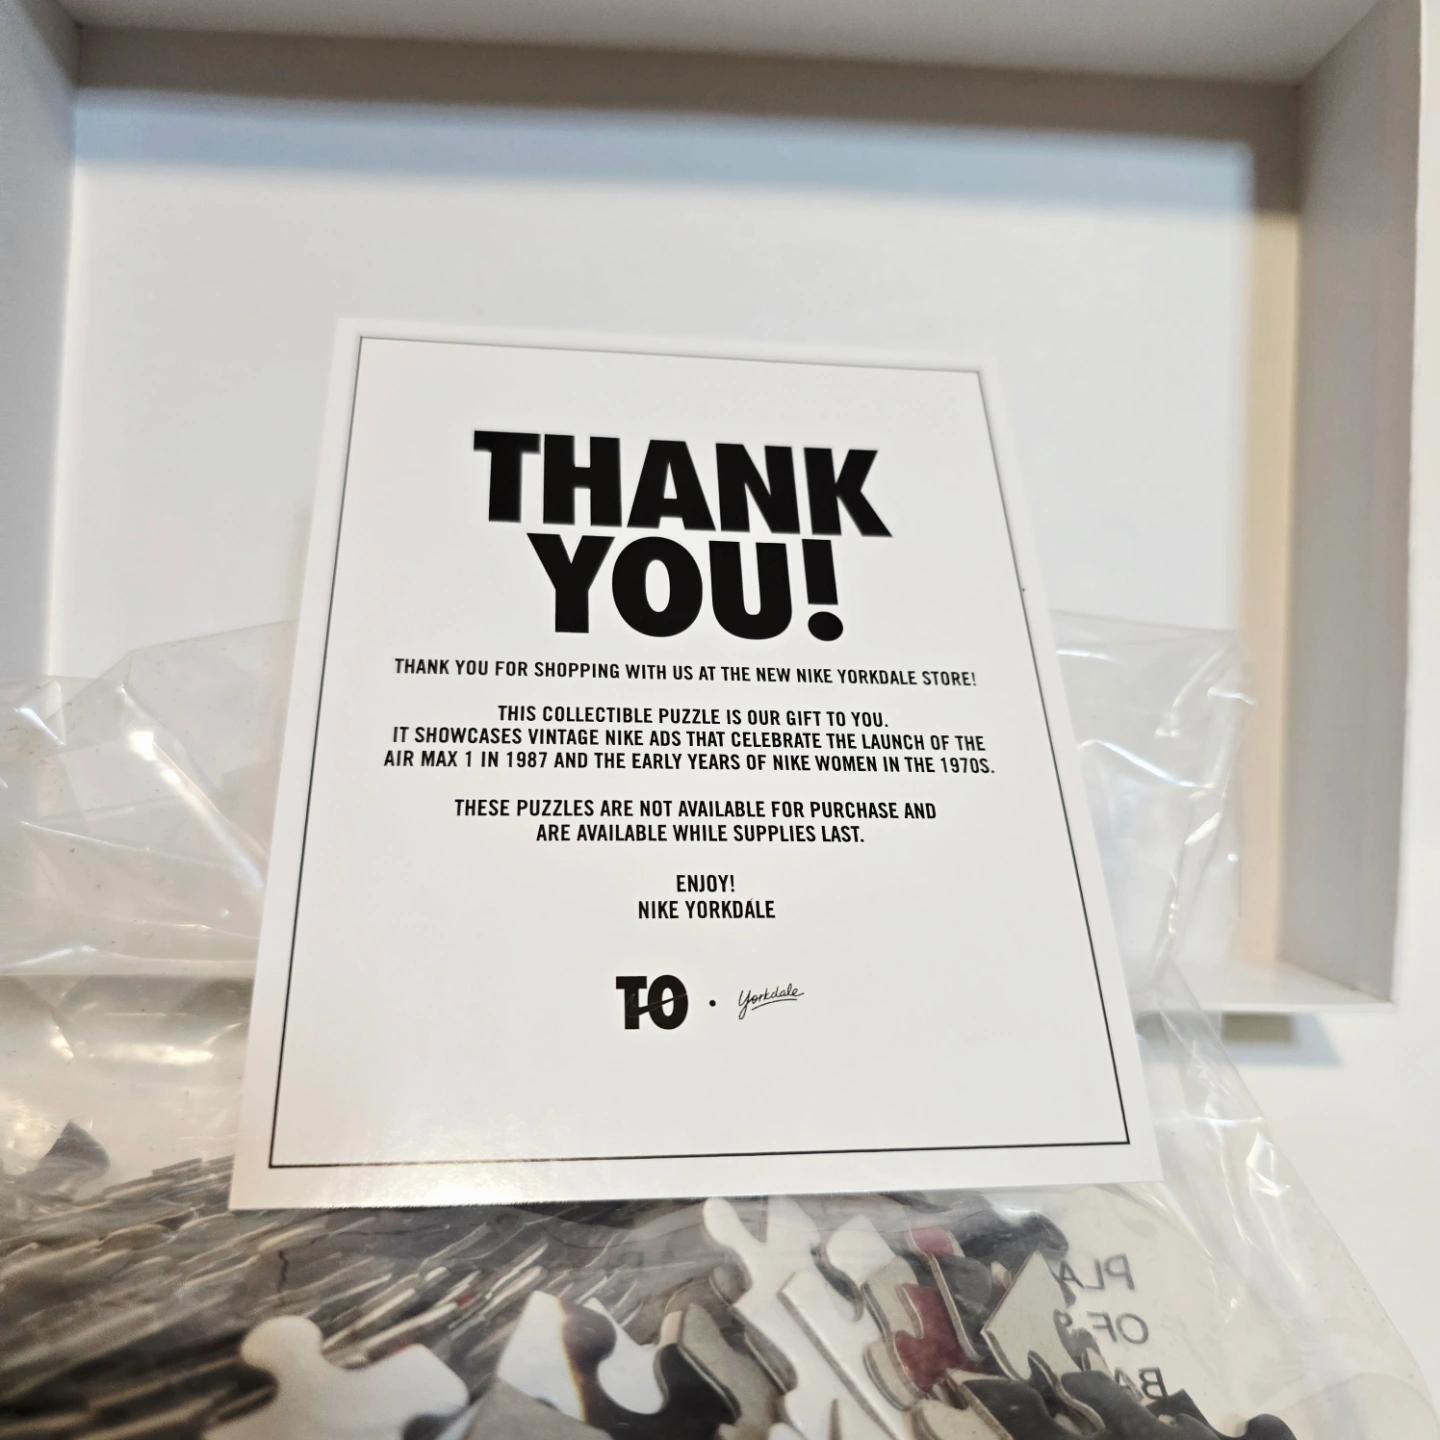 THANK
YOU!
THANK YOU FOR SHOPPING WITH US AT THE NEW NIKE YORKDALE STORE!
THIS COLLECTIBLE PUZZLE IS OUR GIFT TO YOU.
IT SHOWCASES VINTAGE NIKE ADS THAT CELEBRATE THE LAUNCH OF THE
AIR MAX 1 IN 1987 AND THE EARLY YEARS OF NIKE WOMEN IN THE 1970S.
THESE PUZZLES ARE NOT AVAILABLE FOR PURCHASE AND
ARE AVAILABLE WHILE SUPPLIES LAST.
ENJOY!
NIKE YORKDALE
TO • Yorkdale
OF